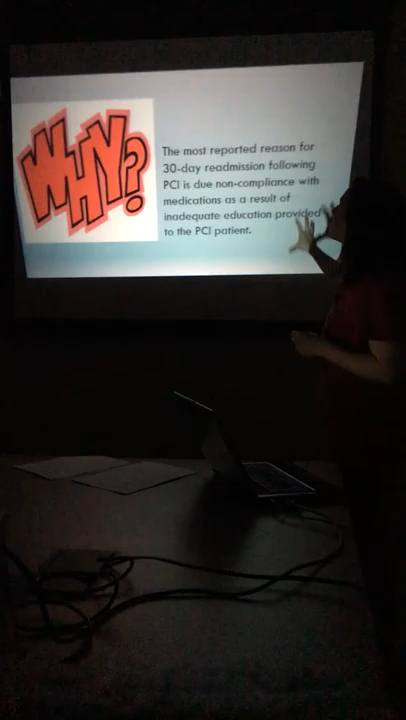 WHY?
The most reported reason for
30-day readmission following
PCI is due non-compliance with
medications as a result of
inadequate education provided
to the PCI patient.